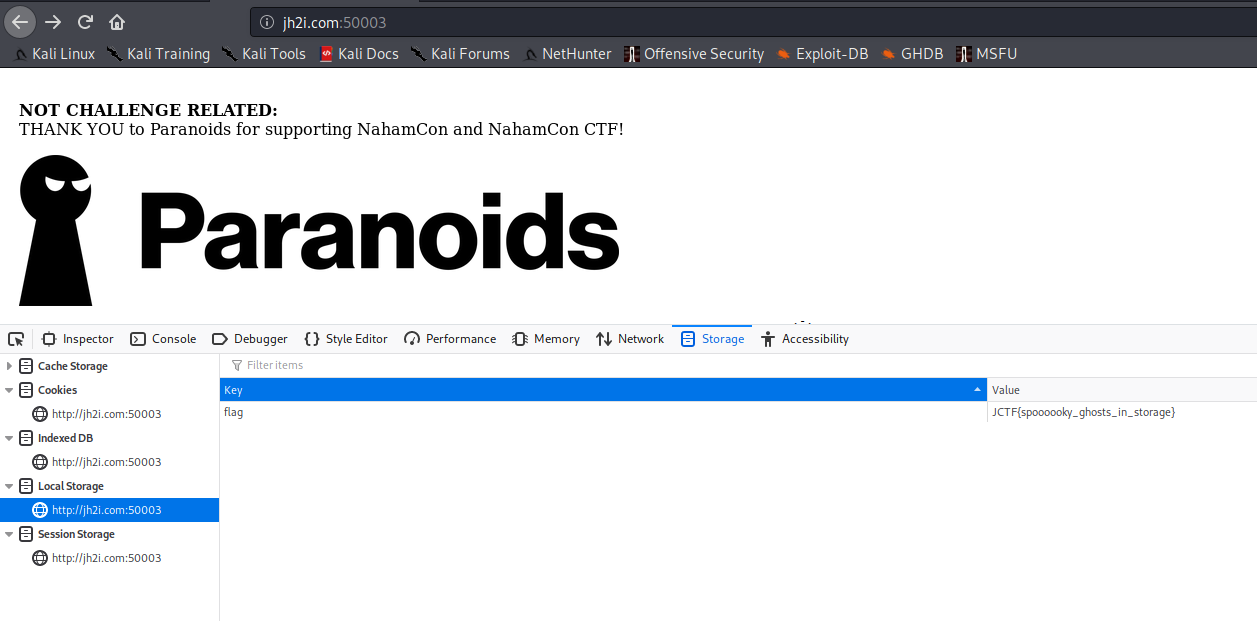 jh2i.com:50003
Kali Linux Kali Training Kali Tools Kali Docs Kali Forums NetHunter Offensive Security Exploit-DB GHDB MSFU
NOT CHALLENGE RELATED:
THANK YOU to Paranoids for supporting NahamCon and NahamCon CTF!
Paranoids
Inspector Console Debugger Style Editor Performance Memory Network Storage Accessibility
Cache Storage
Cookies
http://jh2i.com:50003
Indexed DB
http://jh2i.com:50003
Local Storage
http://jh2i.com:50003
Session Storage
http://jh2i.com:50003
Filter items
Key Value
flag JCTF{spoooooky_ghosts_in_storage}